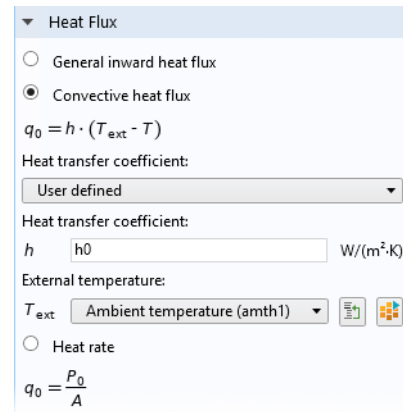 Heat Flux
General inward heat flux
Convective heat flux
q₀ = h · (Tₑₓₜ - T)
Heat transfer coefficient:
User defined
Heat transfer coefficient:
h h0 W/(m²·K)
External temperature:
Tₑₓₜ Ambient temperature (amth1)
Heat rate
q₀ = P₀/A